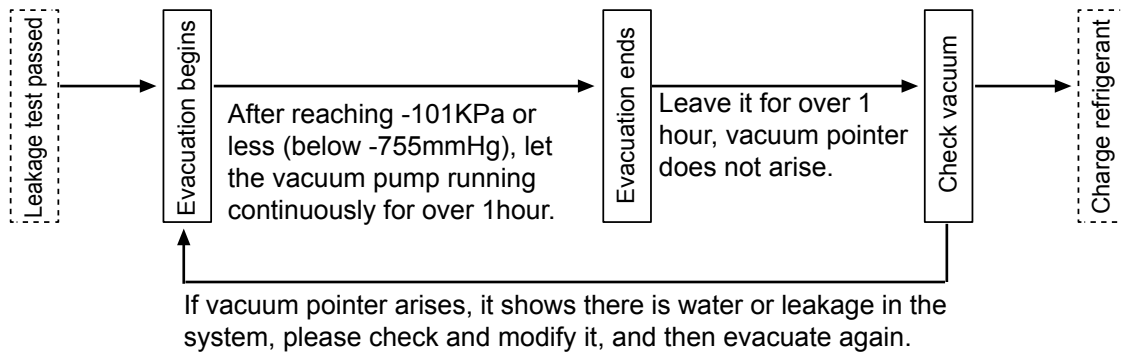 Leakage test passed
Evacuation begins
After reaching -101KPa or
less (below -755mmHg), let
the vacuum pump running
continuously for over 1hour.
Evacuation ends
Leave it for over 1
hour, vacuum pointer
does not arise.
Check vacuum
Charge refrigerant
If vacuum pointer arises, it shows there is water or leakage in the
system, please check and modify it, and then evacuate again.